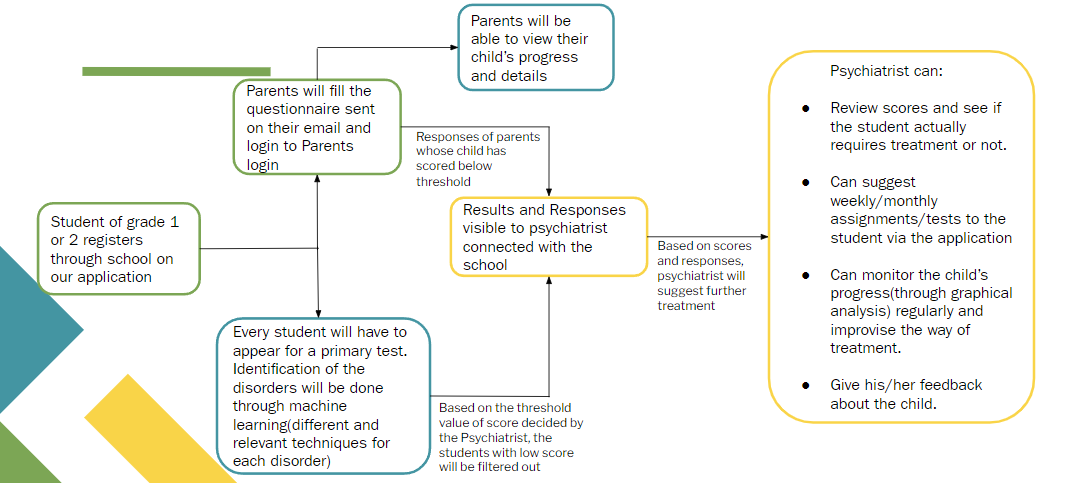 Parents will be
able to view their
child's progress
and details
Parents will fill the
questionnaire sent
on their email and
login to Parents
login
Responses of parents
whose child has
scored below
threshold
Student of grade 1
or 2 registers
through school on
our application
Results and Responses
visible to psychiatrist
connected with the
school
Based on scores
and responses,
psychiatrist will
suggest further
treatment
Every student will have to
appear for a primary test.
Identification of the
disorders will be done
through machine
learning(different and
relevant techniques for
each disorder)
Based on the threshold
value of score decided by
the Psychiatrist, the
students with low score
will be filtered out
Psychiatrist can:
● Review scores and see if
the student actually
requires treatment or not.
● Can suggest
weekly/monthly
assignments/tests to the
student via the application
● Can monitor the child's
progress(through graphical
analysis) regularly and
improvise the way of
treatment.
● Give his/her feedback
about the child.